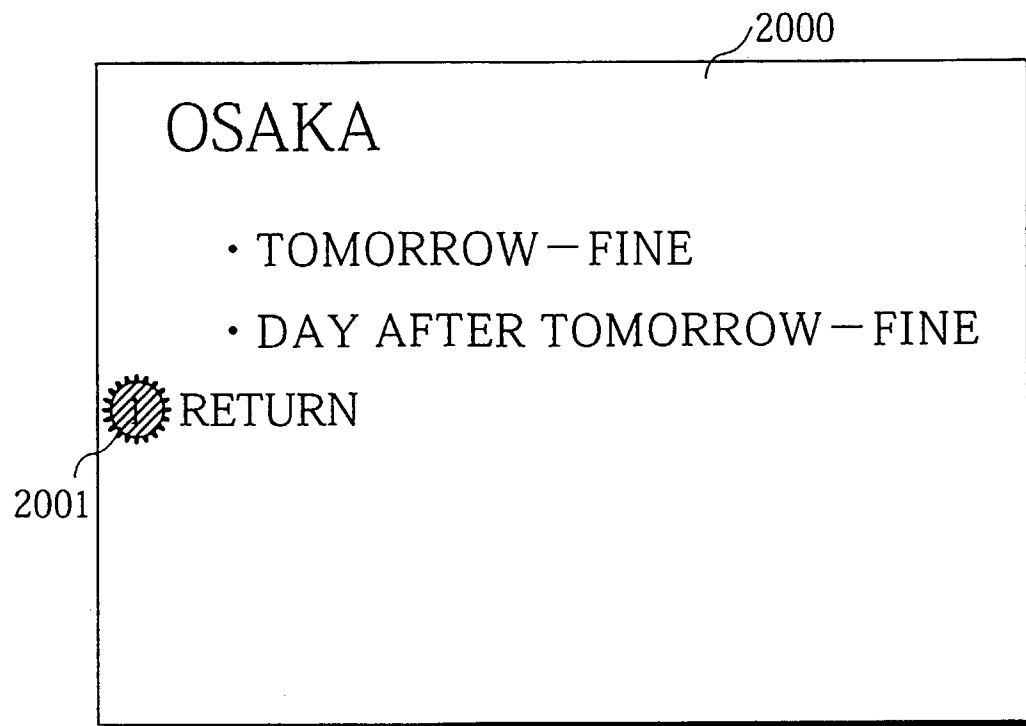 2000
OSAKA
・TOMORROW－FINE
・DAY AFTER TOMORROW－FINE
1 RETURN
2001